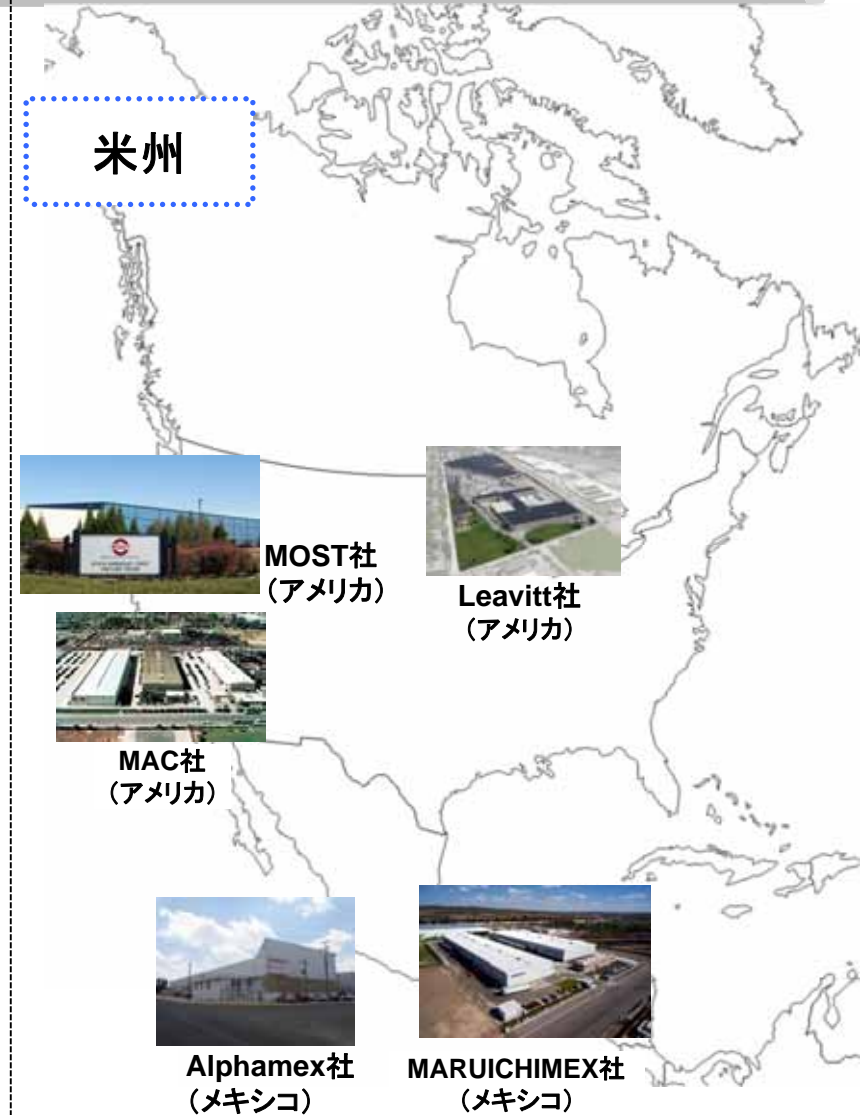 米州
MOST社
（アメリカ）
Leavitt社
（アメリカ）
MAC社
（アメリカ）
Alphamex社
（メキシコ）
MARUICHIMEX社
（メキシコ）